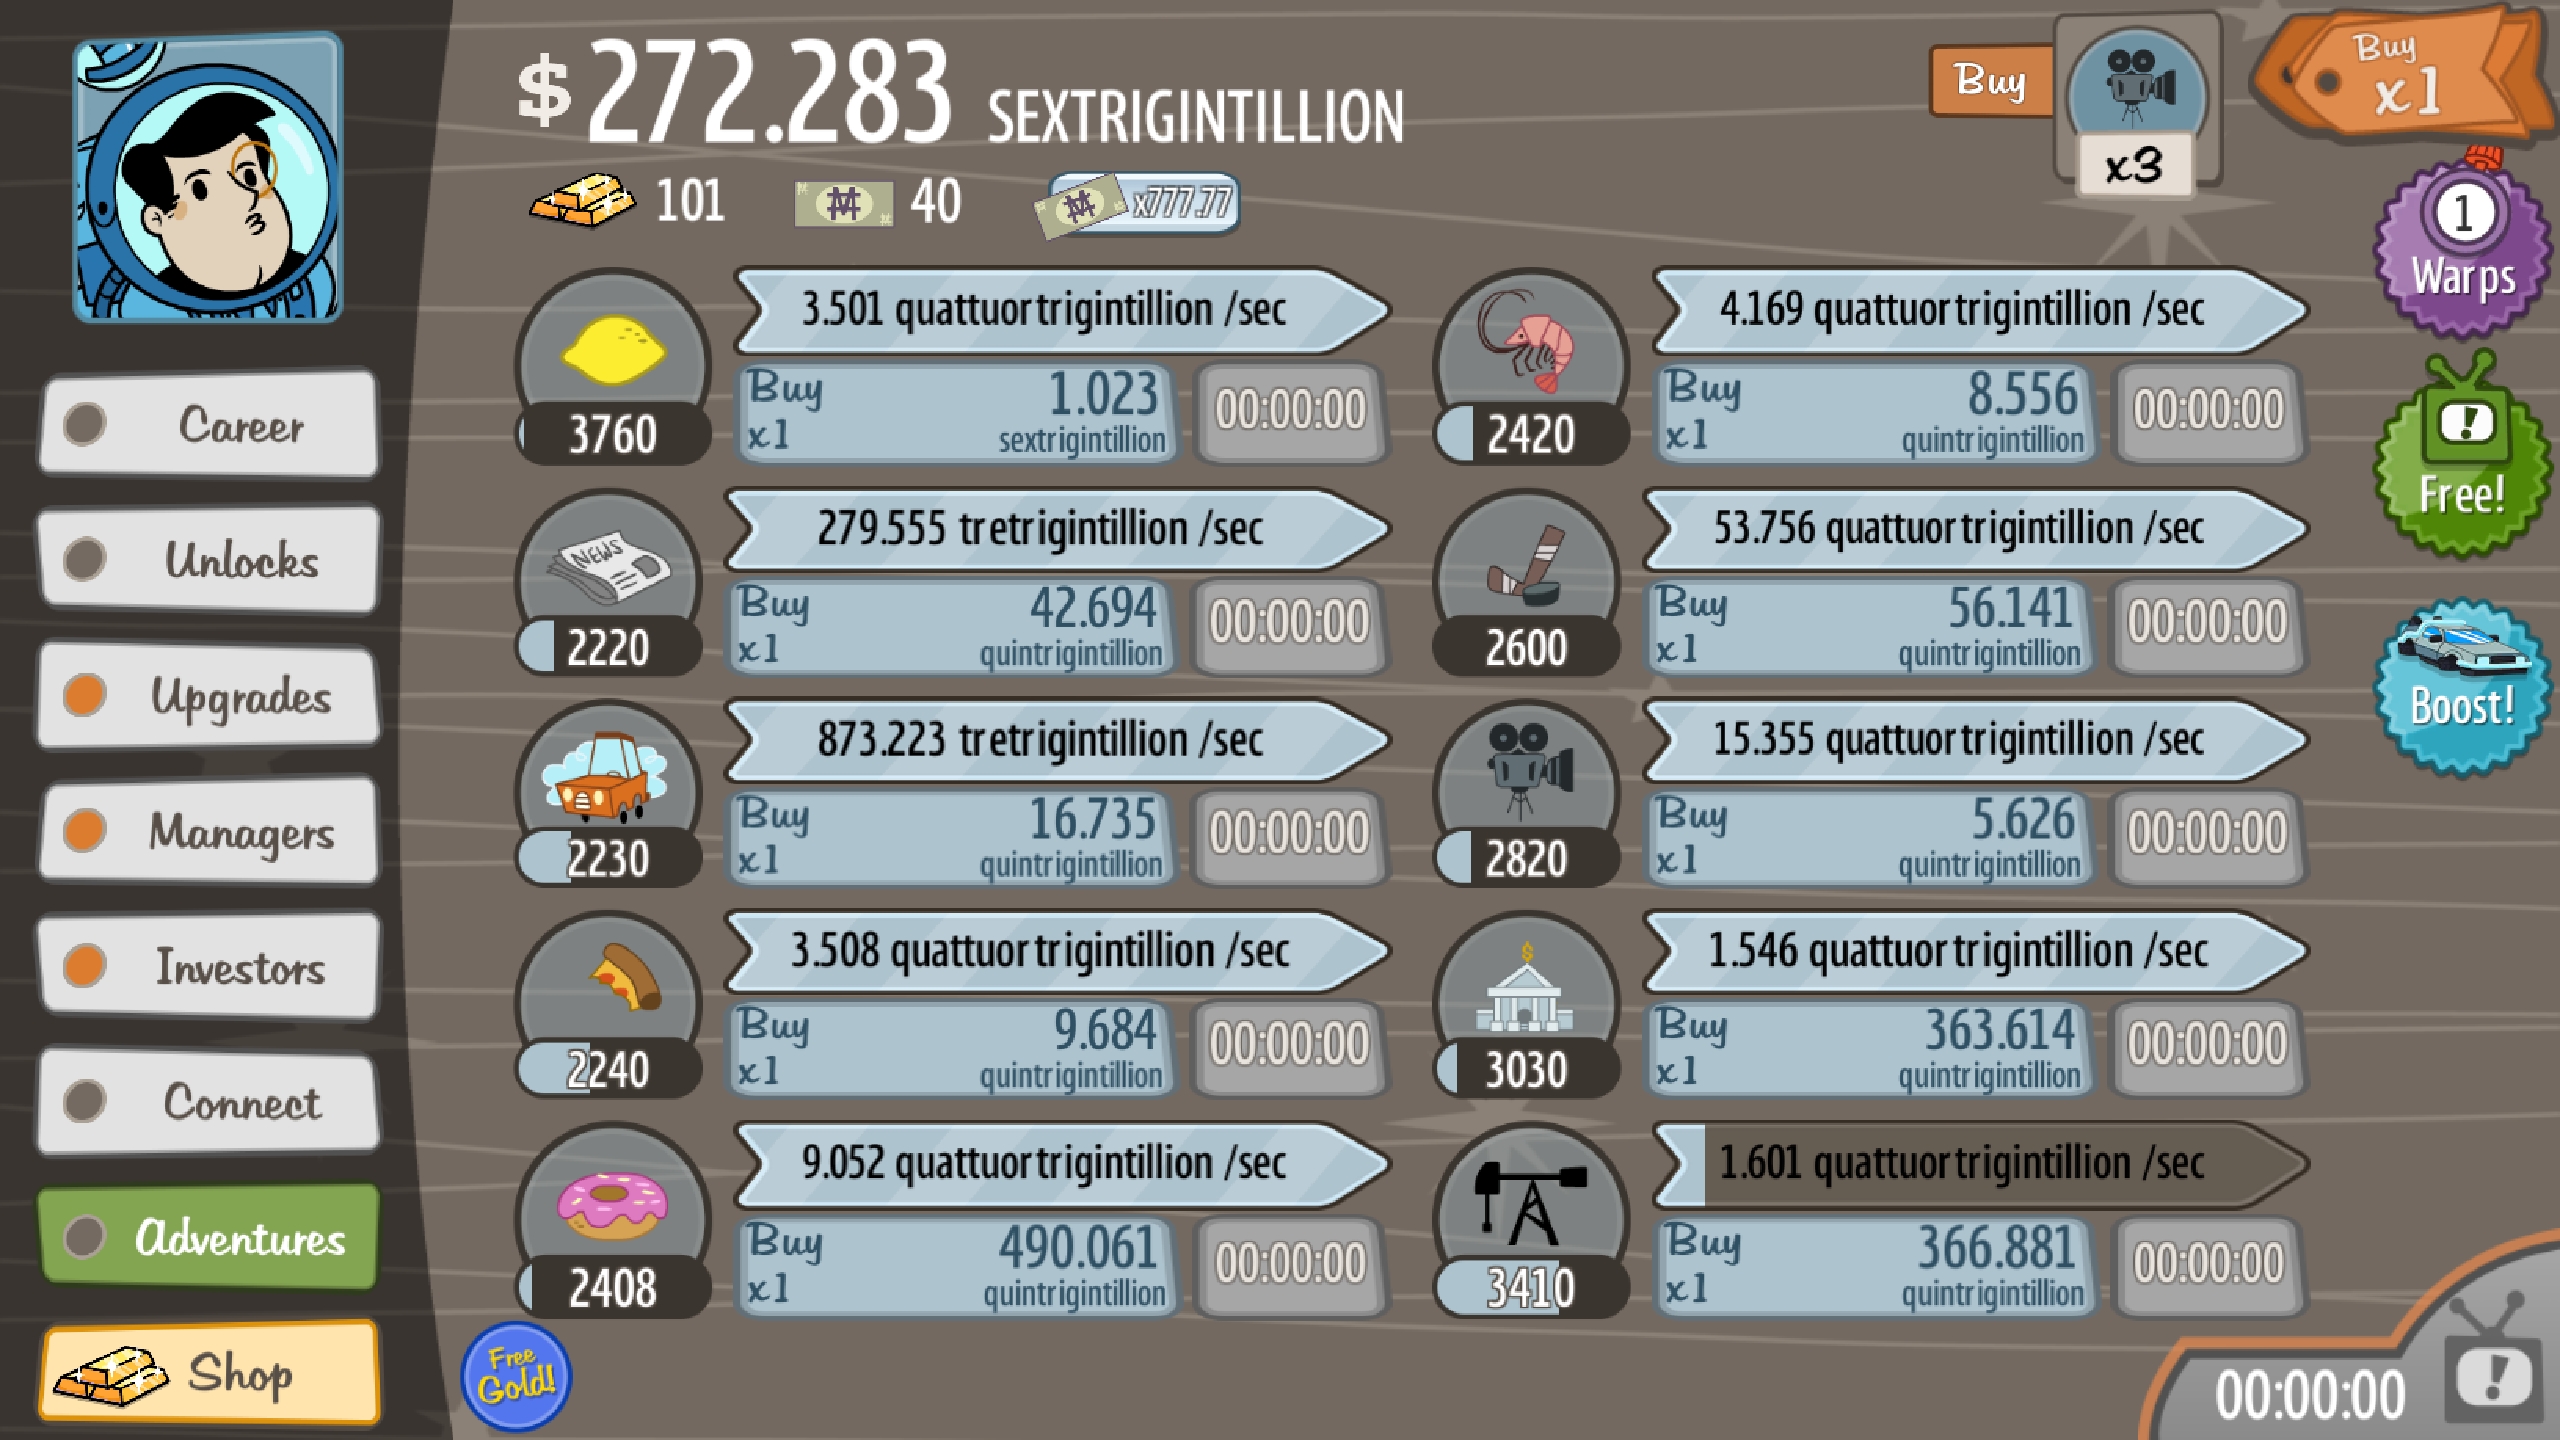 $272.283 SEXTRIGINTILLION
101 40 x777.77
Buy x3
Buy
x1
1
Warps
Free!
Boost!
Career
Unlocks
Upgrades
Managers
Investors
Connect
Adventures
Shop
3.501 quattuortrigintillion /sec
3760
Buy
x1
1.023
sextrigintillion
00:00:00
NEWS
279.555 tretrigintillion /sec
2220
Buy
x1
42.694
quintrigintillion
00:00:00
873.223 tretrigintillion /sec
2230
Buy
x1
16.735
quintrigintillion
00:00:00
3.508 quattuortrigintillion /sec
2240
Buy
x1
9.684
quintrigintillion
00:00:00
9.052 quattuortrigintillion /sec
2408
Buy
x1
490.061
quintrigintillion
00:00:00
4.169 quattuortrigintillion /sec
2420
Buy
x1
8.556
quintrigintillion
00:00:00
53.756 quattuortrigintillion /sec
2600
Buy
x1
56.141
quintrigintillion
00:00:00
15.355 quattuortrigintillion /sec
2820
Buy
x1
5.626
quintrigintillion
00:00:00
$
1.546 quattuortrigintillion /sec
3030
Buy
x1
363.614
quintrigintillion
00:00:00
1.601 quattuortrigintillion /sec
3410
Buy
x1
366.881
quintrigintillion
00:00:00
Free
Gold!
00:00:00